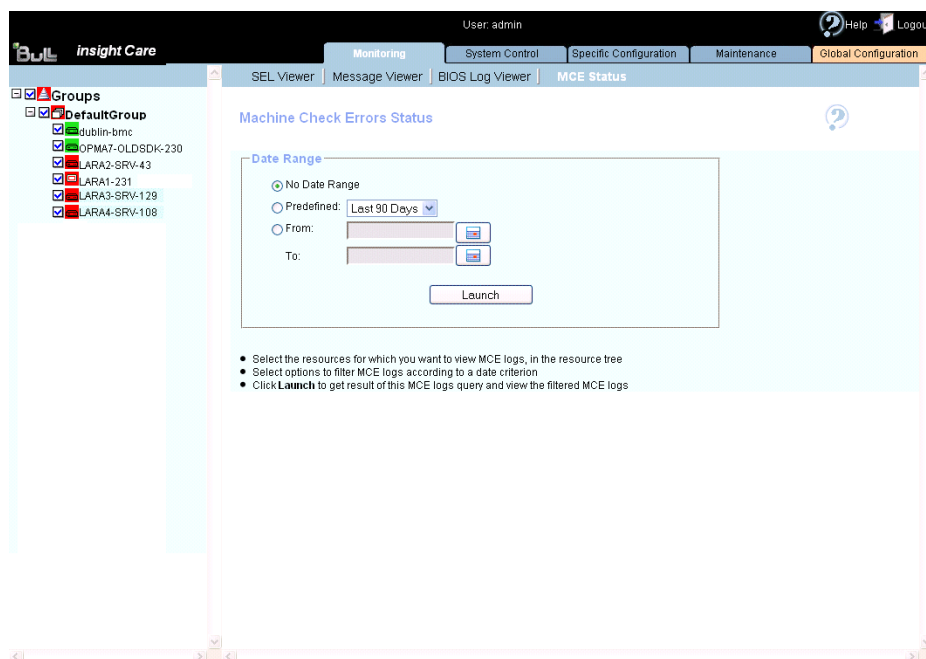 User: admin
Help
Logou
Bull
insight Care
Monitoring
System Control
Specific Configuration
Maintenance
Global Configuration
SEL Viewer
Message Viewer
BIOS Log Viewer
MCE Status
Groups
DefaultGroup
dublin-bmc
OPMA7-OLDSDK-230
LARA2-SRV-43
LARA1-231
LARA3-SRV-129
LARA4-SRV-108
Machine Check Errors Status
Date Range
No Date Range
Predefined: Last 90 Days
From:
To:
Launch
Select the resources for which you want to view MCE logs, in the resource tree
Select options to filter MCE logs according to a date criterion
Click Launch to get result of this MCE logs query and view the filtered MCE logs